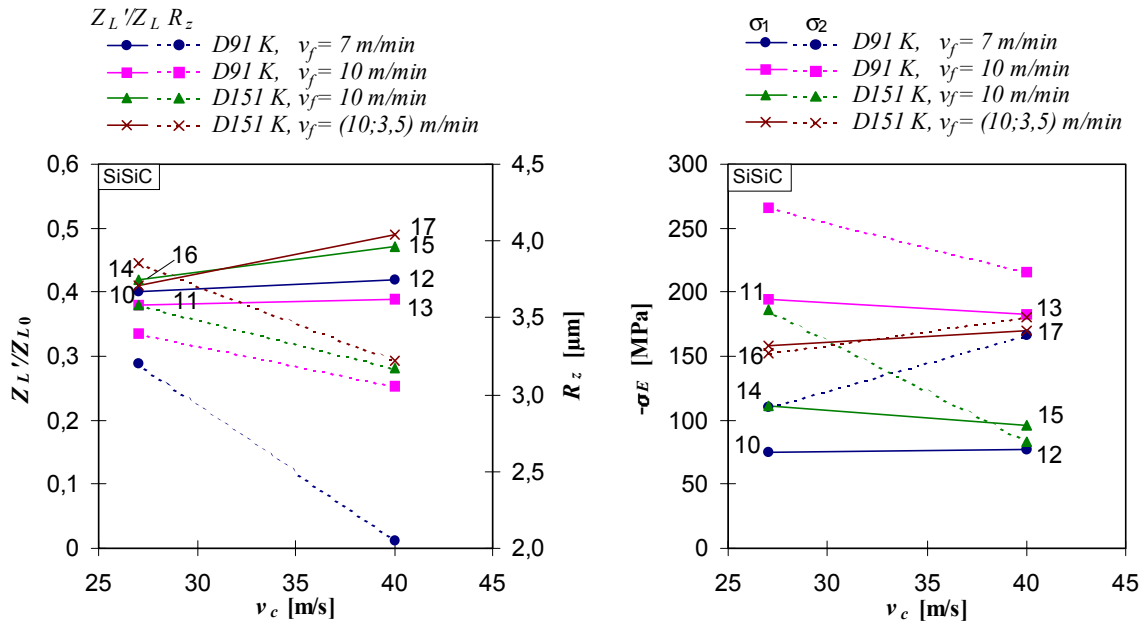 Z_L'/Z_L R_z
D91 K, v_f = 7 m/min
D91 K, v_f = 10 m/min
D151 K, v_f = 10 m/min
D151 K, v_f = (10;3,5) m/min
0,6
0,5
0,4
0,3
0,2
0,1
0
Z_L'/Z_L0
SiSiC
14
16
10
11
17
15
12
13
4,5
4,0
3,5
3,0
2,5
2,0
R_z [µm]
25 30 35 40 45
v_c [m/s]
σ1 σ2
D91 K, v_f = 7 m/min
D91 K, v_f = 10 m/min
D151 K, v_f = 10 m/min
D151 K, v_f = (10;3,5) m/min
300
250
200
150
100
50
0
-σE [MPa]
SiSiC
11
16
14
10
13
17
15
12
25 30 35 40 45
v_c [m/s]